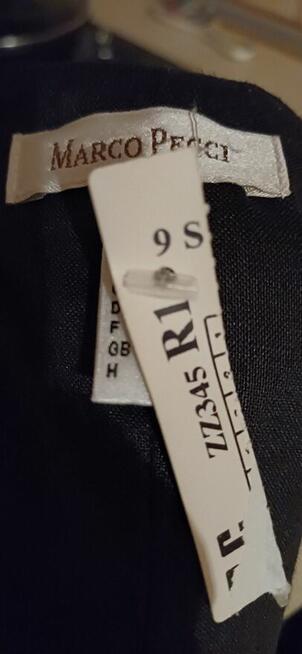 MARCO PECCI
9 S
ZZ345 R1
D
F
GB
H